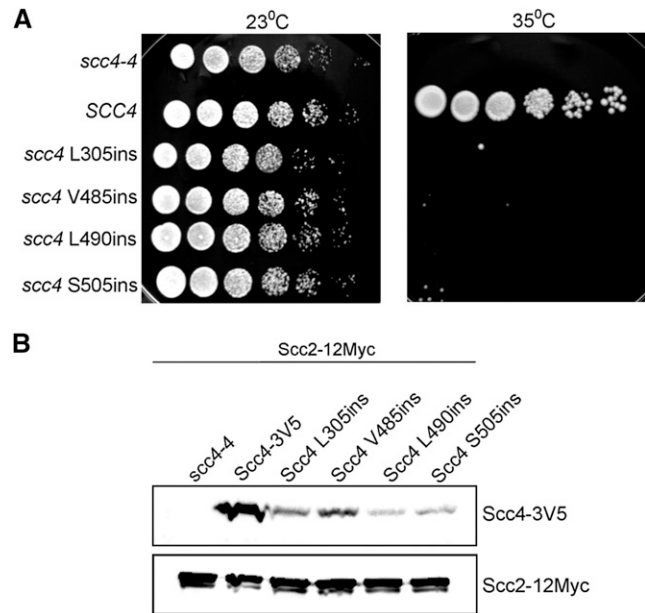 A
23⁰C
35⁰C
scc4-4
SCC4
scc4 L305ins
scc4 V485ins
scc4 L490ins
scc4 S505ins
B
Scc2-12Myc
scc4-4
Scc4-3V5
Scc4 L305ins
Scc4 V485ins
Scc4 L490ins
Scc4 S505ins
Scc4-3V5
Scc2-12Myc